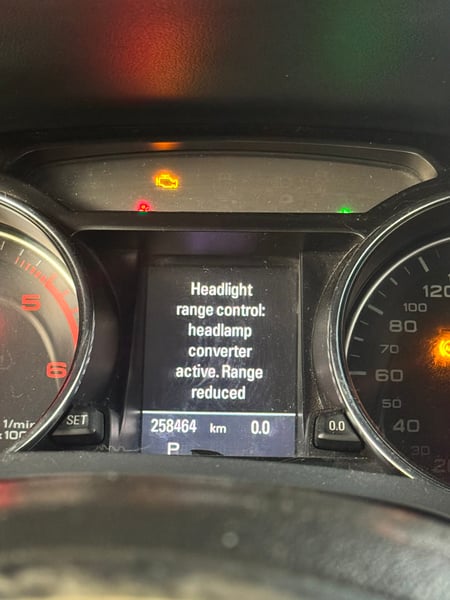 Headlight
range control:
headlamp
converter
active. Range
reduced
258464 km 0.0
P
5
6
1/min
SET
0.0
120
100
80
70
60
50
40
30
20